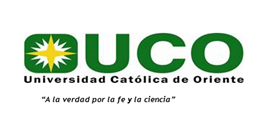 UCO
Universidad Católica de Oriente
"A la verdad por la fe y la ciencia"